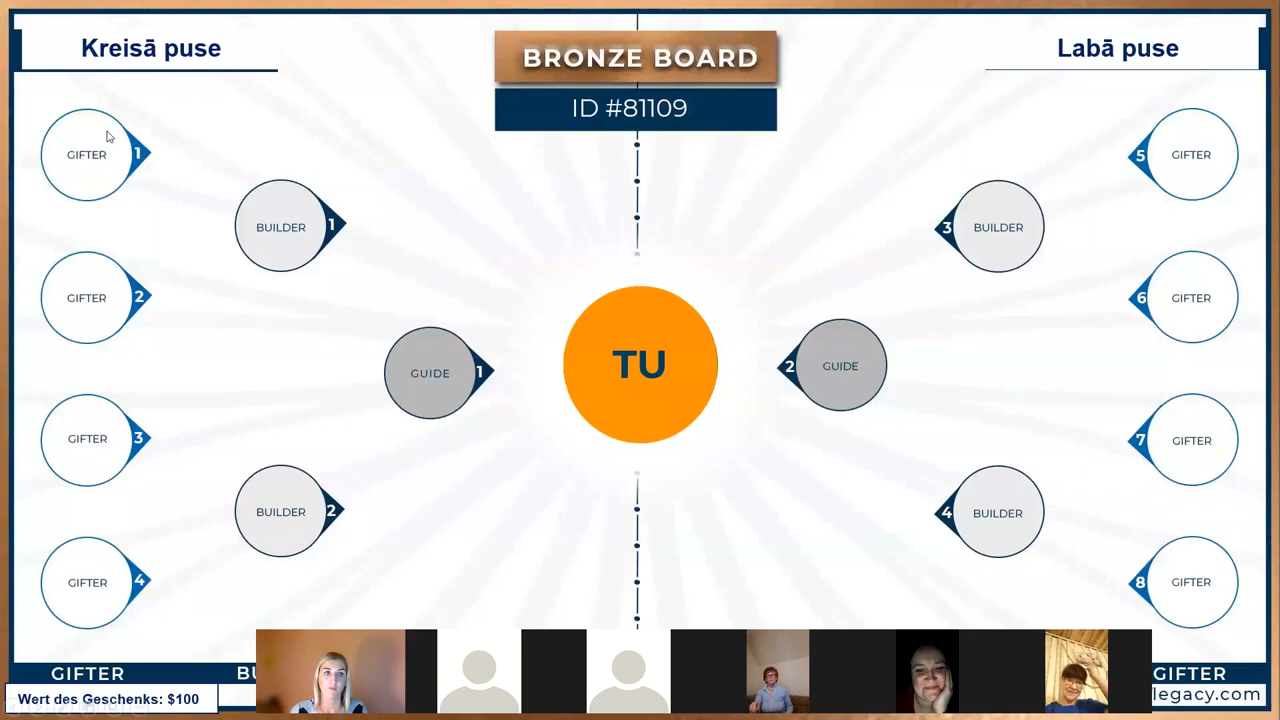 Kreisā puse
BRONZE BOARD
Labā puse
ID #81109
GIFTER 1
5 GIFTER
BUILDER 1
3 BUILDER
GIFTER 2
6 GIFTER
GUIDE 1
TU
2 GUIDE
GIFTER 3
7 GIFTER
BUILDER 2
4 BUILDER
GIFTER 4
8 GIFTER
GIFTER
GIFTER
Wert des Geschenks: $100
legacy.com